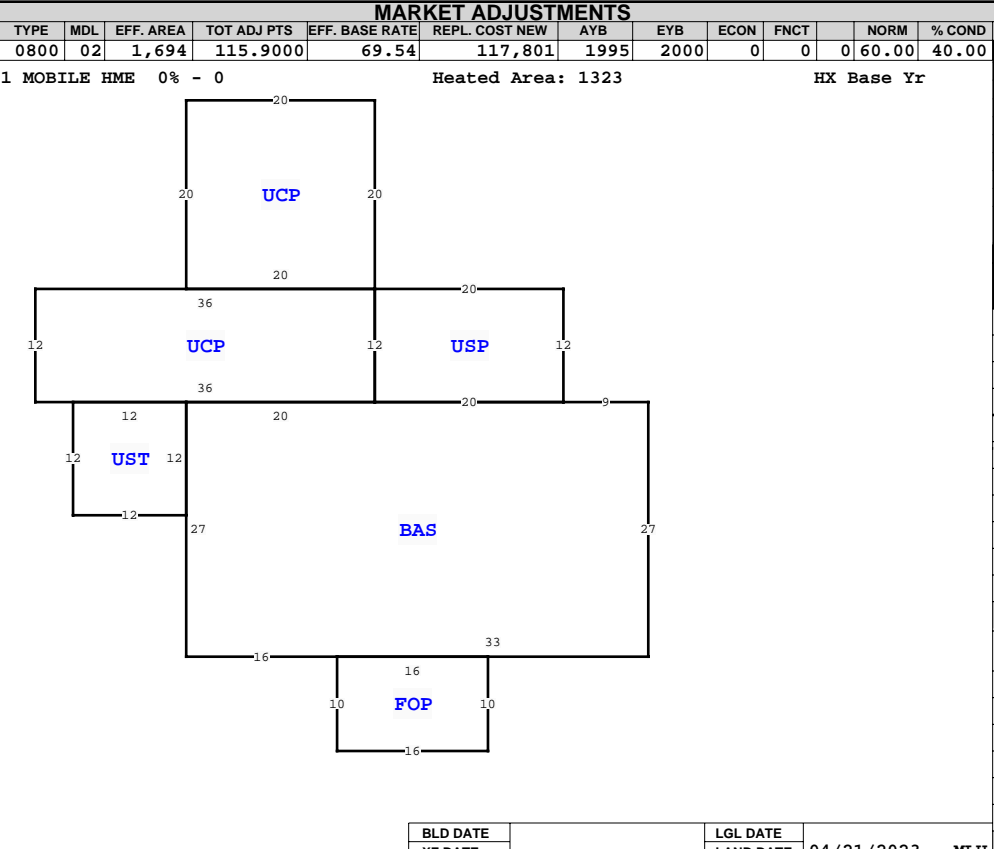 MARKET ADJUSTMENTS
TYPE MDL EFF. AREA TOT ADJ PTS EFF. BASE RATE REPL. COST NEW AYB EYB ECON FNCT NORM % COND
0800 02 1,694 115.9000 69.54 117,801 1995 2000 0 0 0 60.00 40.00
1 MOBILE HME 0% - 0 Heated Area: 1323 HX Base Yr
20
20 UCP 20
20
20
36
12 UCP 12 USP 12
36
20 9
12 20
12 UST 12
12
27 BAS 27
33
16
16
10 FOP 10
16
BLD DATE LGL DATE